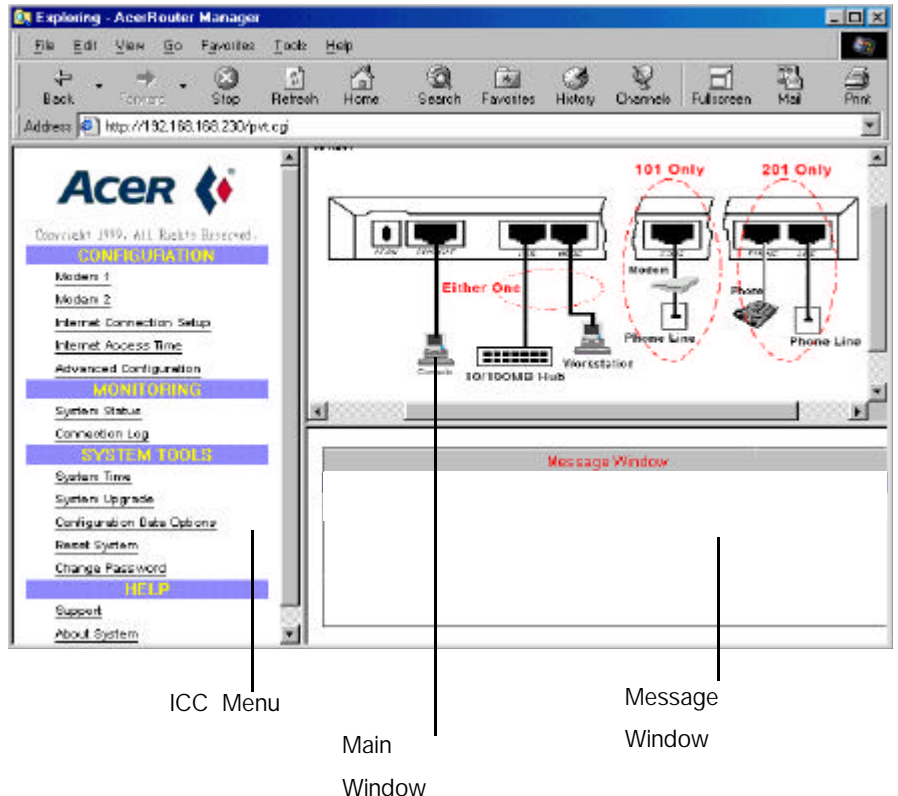 Exploring - AcerRouter Manager
File Edit View Go Favorites Tools Help
Back Forward Stop Refresh Home Search Favorites History Channels Fullscreen Mail Print
Address http://192.168.168.230/pvt.cgi
Acer
Copyright 1999, All Rights Reserved.
CONFIGURATION
Modem 1
Modem 2
Internet Connection Setup
Internet Access Time
Advanced Configuration
MONITORING
System Status
Connection Log
SYSTEM TOOLS
System Time
System Upgrade
Configuration Data Options
Reset System
Change Password
HELP
Support
About System
101 Only
201 Only
Either One
Modem
Phone
Phone Line
Phone Line
Console
10/100MB Hub
Workstation
Message Window
ICC Menu
Main
Window
Message
Window